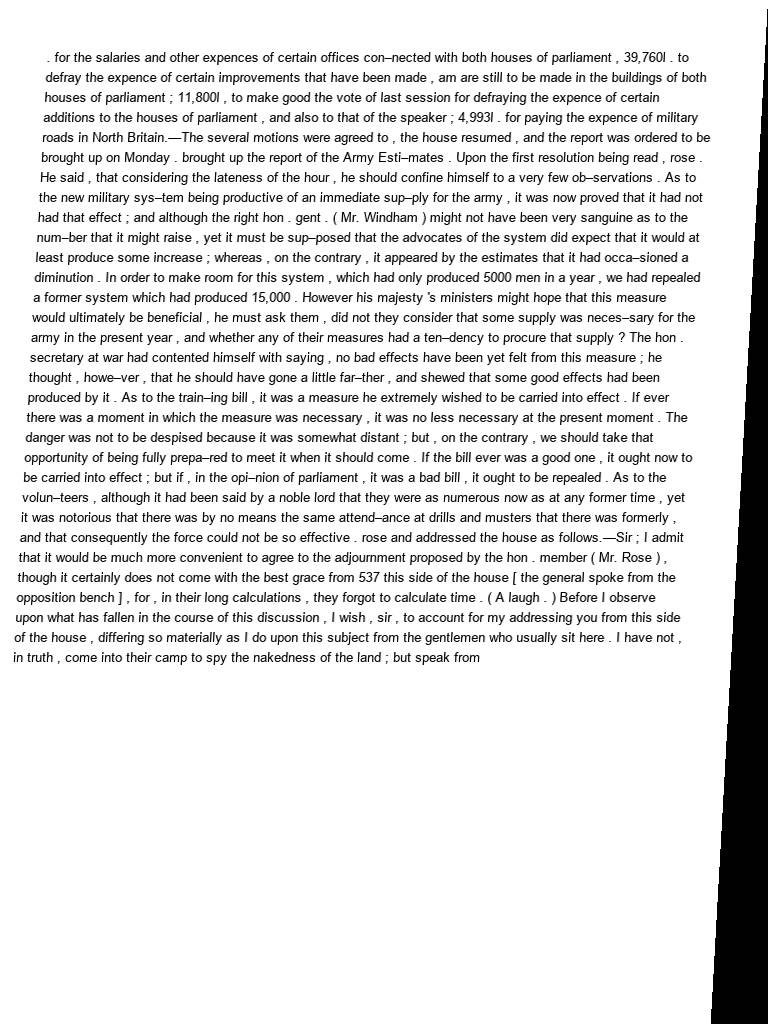 . for the salaries and other expences of certain offices con–nected with both houses of parliament , 39,760l . to
defray the expence of certain improvements that have been made , am are still to be made in the buildings of both
houses of parliament ; 11,800l , to make good the vote of last session for defraying the expence of certain
additions to the houses of parliament , and also to that of the speaker ; 4,993l . for paying the expence of military
roads in North Britain.—The several motions were agreed to , the house resumed , and the report was ordered to be
brought up on Monday . brought up the report of the Army Esti–mates . Upon the first resolution being read , rose .
He said , that considering the lateness of the hour , he should confine himself to a very few ob–servations . As to
the new military sys–tem being productive of an immediate sup–ply for the army , it was now proved that it had not
had that effect ; and although the right hon . gent . ( Mr. Windham ) might not have been very sanguine as to the
num–ber that it might raise , yet it must be sup–posed that the advocates of the system did expect that it would at
least produce some increase ; whereas , on the contrary , it appeared by the estimates that it had occa–sioned a
diminution . In order to make room for this system , which had only produced 5000 men in a year , we had repealed
a former system which had produced 15,000 . However his majesty 's ministers might hope that this measure
would ultimately be beneficial , he must ask them , did not they consider that some supply was neces–sary for the
army in the present year , and whether any of their measures had a ten–dency to procure that supply ? The hon .
secretary at war had contented himself with saying , no bad effects have been yet felt from this measure ; he
thought , howe–ver , that he should have gone a little far–ther , and shewed that some good effects had been
produced by it . As to the train–ing bill , it was a measure he extremely wished to be carried into effect . If ever
there was a moment in which the measure was necessary , it was no less necessary at the present moment . The
danger was not to be despised because it was somewhat distant ; but , on the contrary , we should take that
opportunity of being fully prepa–red to meet it when it should come . If the bill ever was a good one , it ought now to
be carried into effect ; but if , in the opi–nion of parliament , it was a bad bill , it ought to be repealed . As to the
volun–teers , although it had been said by a noble lord that they were as numerous now as at any former time , yet
it was notorious that there was by no means the same attend–ance at drills and musters that there was formerly ,
and that consequently the force could not be so effective . rose and addressed the house as follows.—Sir ; I admit
that it would be much more convenient to agree to the adjournment proposed by the hon . member ( Mr. Rose ) ,
though it certainly does not come with the best grace from 537 this side of the house [ the general spoke from the
opposition bench ] , for , in their long calculations , they forgot to calculate time . ( A laugh . ) Before I observe
upon what has fallen in the course of this discussion , I wish , sir , to account for my addressing you from this side
of the house , differing so materially as I do upon this subject from the gentlemen who usually sit here . I have not ,
in truth , come into their camp to spy the nakedness of the land ; but speak from